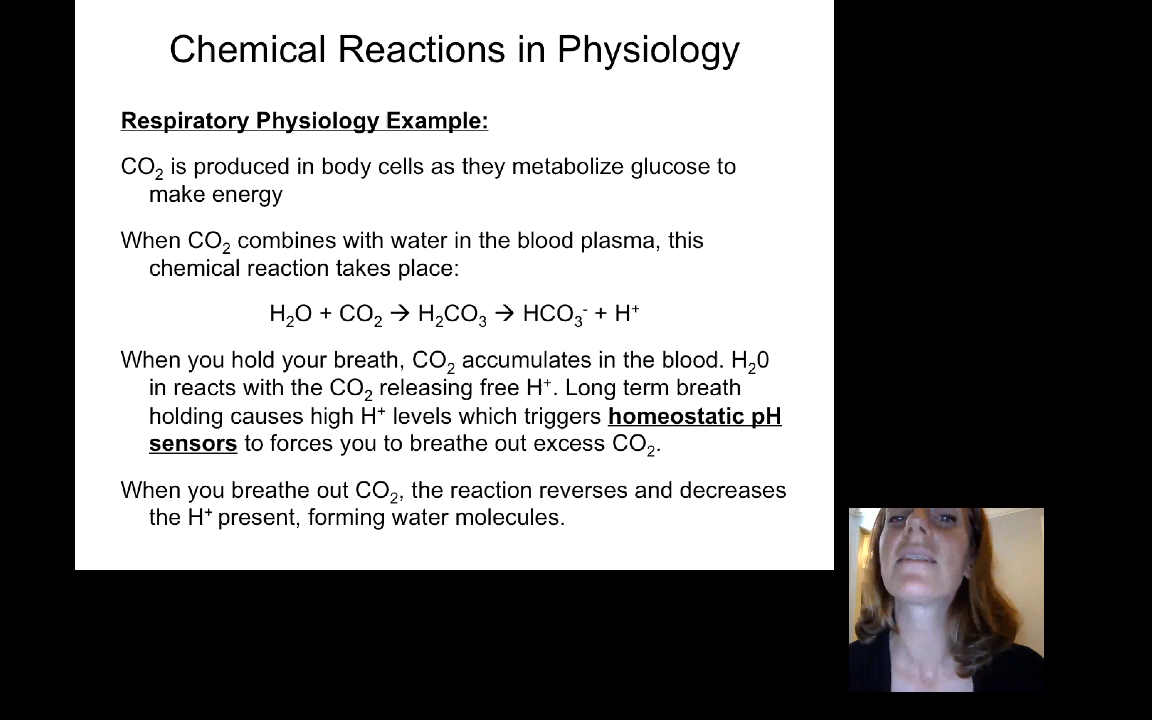 Chemical Reactions in Physiology
Respiratory Physiology Example:
CO₂ is produced in body cells as they metabolize glucose to
make energy
When CO₂ combines with water in the blood plasma, this
chemical reaction takes place:
H₂O + CO₂ → H₂CO₃ → HCO₃⁻ + H⁺
When you hold your breath, CO₂ accumulates in the blood. H₂0
in reacts with the CO₂ releasing free H⁺. Long term breath
holding causes high H⁺ levels which triggers homeostatic pH
sensors to forces you to breathe out excess CO₂.
When you breathe out CO₂, the reaction reverses and decreases
the H⁺ present, forming water molecules.